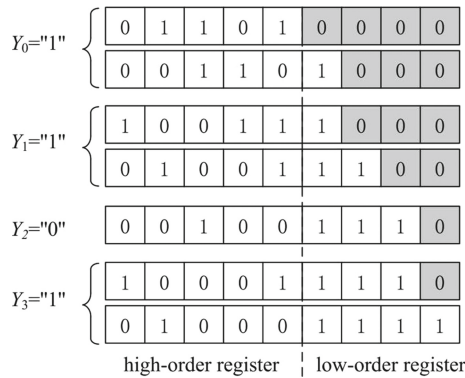 0 1 1 0 1 0 0 0 0
Y0="1"
0 0 1 1 0 1 0 0 0
1 0 0 1 1 1 0 0 0
Y1="1"
0 1 0 0 1 1 1 0 0
Y2="0" 0 0 1 0 0 1 1 1 0
1 0 0 0 1 1 1 1 0
Y3="1"
0 1 0 0 0 1 1 1 1
high-order register low-order register